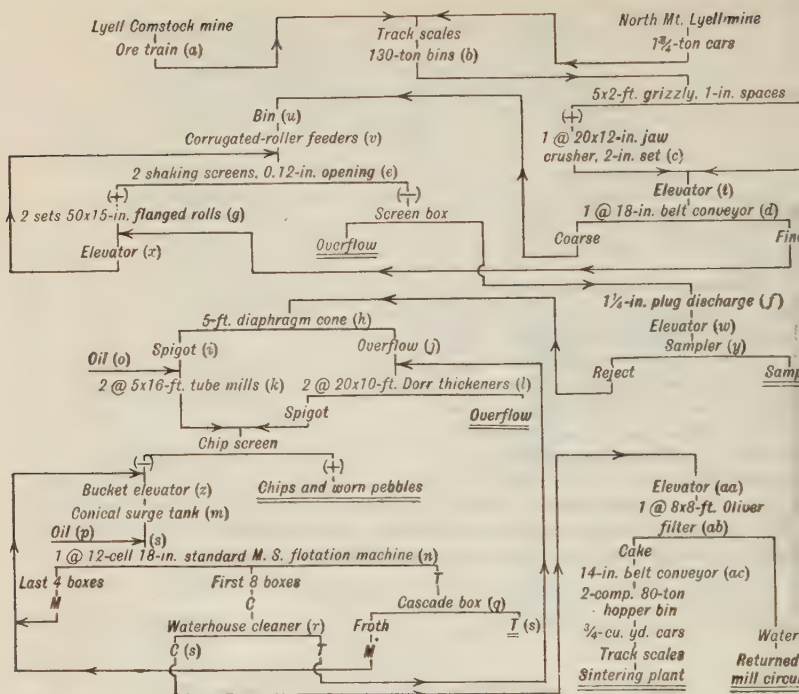 Lyell Comstock mine
Ore train (a)
Track scales
130-ton bins (b)
North Mt. Lyell mine
1¾-ton cars
5x2-ft. grizzly, 1-in. spaces
(+)
1 @ 20x12-in. jaw
crusher, 2-in. set (c)
Bin (u)
Corrugated-roller feeders (v)
2 shaking screens, 0.12-in. opening (e)
(+)
(-)
Elevator (t)
1 @ 18-in. belt conveyor (d)
2 sets 50x15-in. flanged rolls (g)
Screen box
Coarse
Fine
Elevator (x)
Overflow
1¼-in. plug discharge (f)
5-ft. diaphragm cone (h)
Elevator (w)
Spigot (i)
Overflow (j)
Sampler (y)
Oil (o)
Reject
Samp
2 @ 5x16-ft. tube mills (k)
2 @ 20x10-ft. Dorr thickeners (l)
Spigot
Overflow
Chip screen
(-)
(+)
Bucket elevator (z)
Chips and worn pebbles
Elevator (aa)
Conical surge tank (m)
1 @ 8x8-ft. Oliver
filter (ab)
Oil (p)
(s)
1 @ 12-cell 18-in. standard M. S. flotation machine (n)
Cake
Last 4 boxes
First 8 boxes
T
14-in. belt conveyor (ac)
M
C
Cascade box (q)
2-comp. 80-ton
hopper bin
Waterhouse cleaner (r)
Froth
T (s)
¾-cu. yd. cars
Water
C (s)
T
M
Track scales
Returned
Sintering plant
mill circui